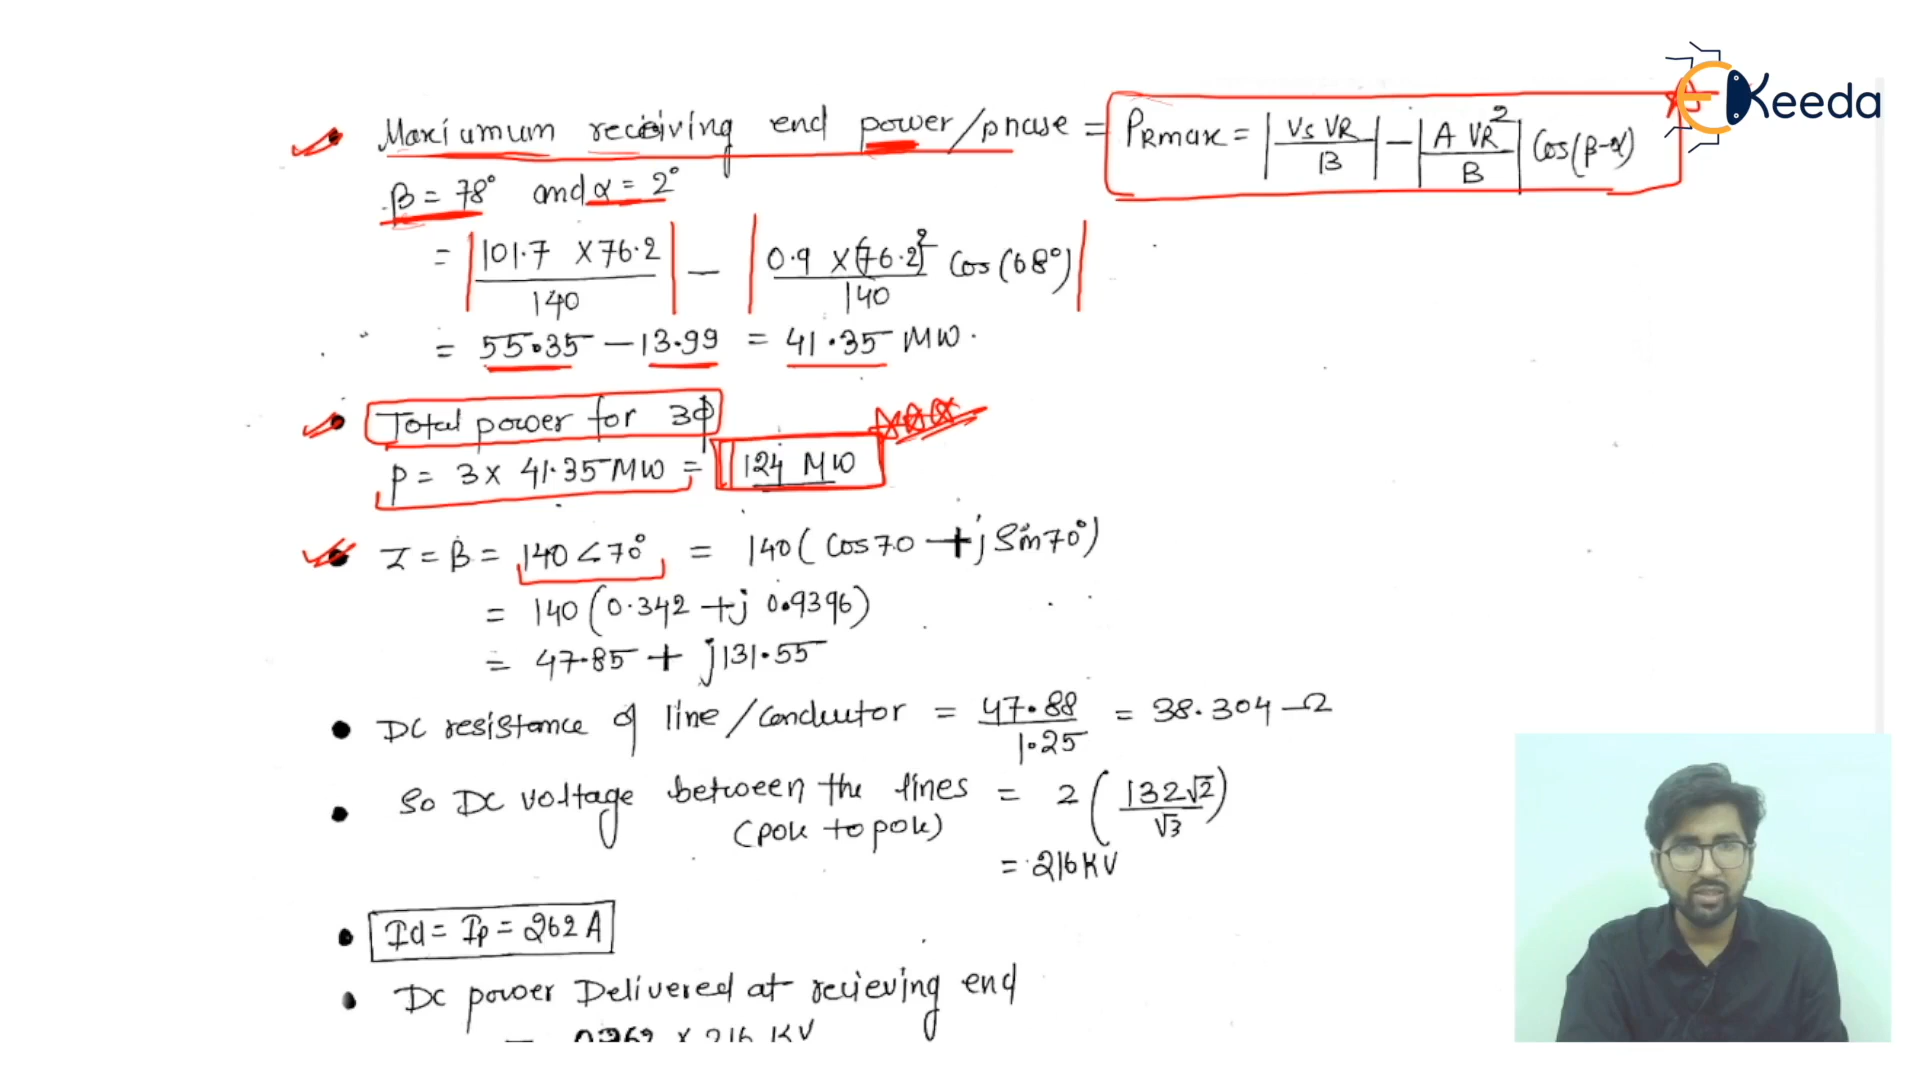 Keeda
Maxiumum receiving end power/phase = PRmax = |VS VR / B| - |A VR² / B| Cos(β-α)
β = 78° and α = 2°
= |101.7 × 76.2 / 140| - |0.9 × (76.2)² / 140 Cos(68°)|
= 55.35 - 13.99 = 41.35 MW.
Total power for 3φ
P = 3 × 41.35 MW = 124 MW
Z = B = 140 < 70° = 140 ( Cos 70 + j Sin 70°)
= 140 (0.342 + j 0.9396)
= 47.85 + j131.55
DC resistance of line/conductor = 47.88 / 1.25 = 38.304 Ω
So DC voltage between the lines = 2 ( 132√2 / √3 )
(pole to pole)
= 216 KV
Id = Ip = 262 A
DC power Delivered at recieving end
= 0262 × 216 KV